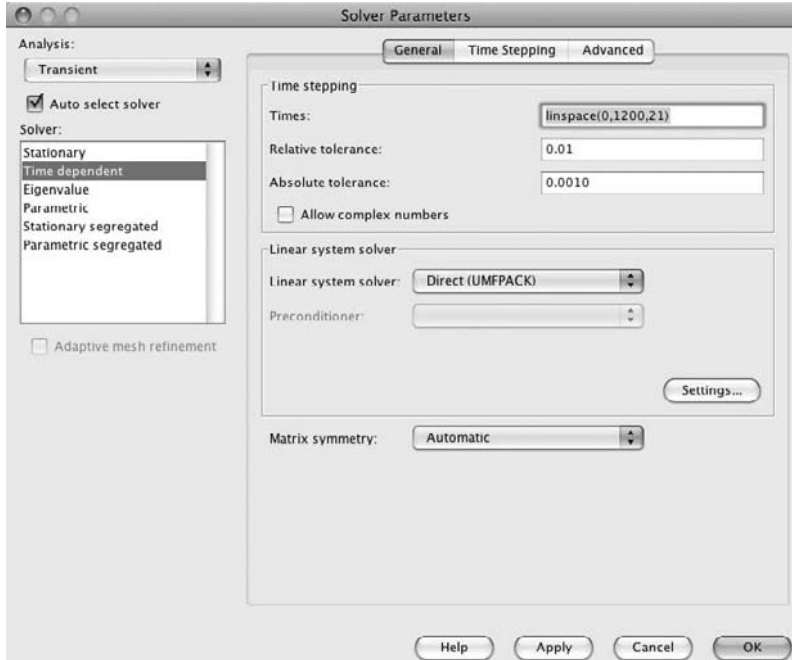 Solver Parameters
Analysis:
Transient
Auto select solver
Solver:
Stationary
Time dependent
Eigenvalue
Parametric
Stationary segregated
Parametric segregated
Adaptive mesh refinement
General Time Stepping Advanced
Time stepping
Times: linspace(0,1200,21)
Relative tolerance: 0.01
Absolute tolerance: 0.0010
Allow complex numbers
Linear system solver
Linear system solver: Direct (UMFPACK)
Preconditioner:
Settings...
Matrix symmetry: Automatic
Help Apply Cancel OK